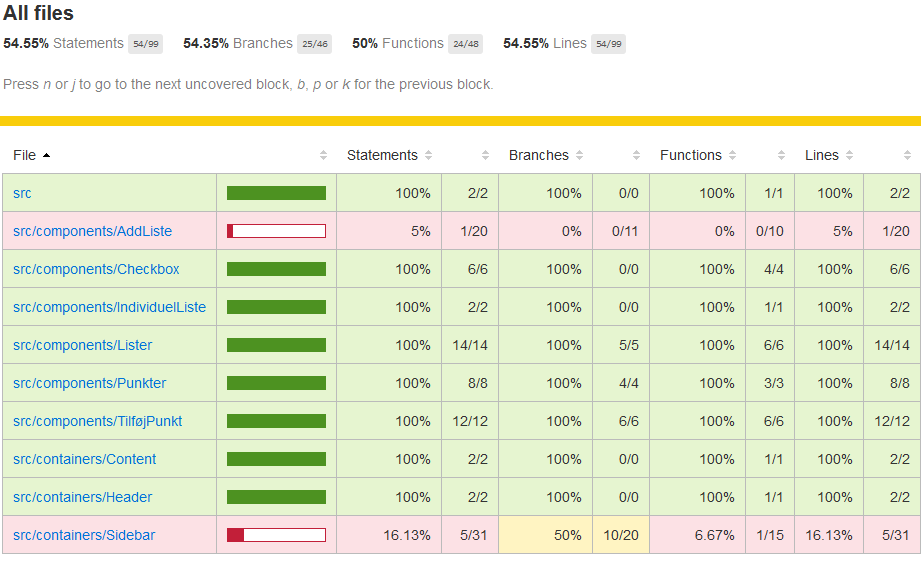 All files
54.55% Statements 54/99 54.35% Branches 25/46 50% Functions 24/48 54.55% Lines 54/99
Press n or j to go to the next uncovered block, b, p or k for the previous block.
File Statements Branches Functions Lines
src 100% 2/2 100% 0/0 100% 1/1 100% 2/2
src/components/AddListe 5% 1/20 0% 0/11 0% 0/10 5% 1/20
src/components/Checkbox 100% 6/6 100% 0/0 100% 4/4 100% 6/6
src/components/IndividuelListe 100% 2/2 100% 0/0 100% 1/1 100% 2/2
src/components/Lister 100% 14/14 100% 5/5 100% 6/6 100% 14/14
src/components/Punkter 100% 8/8 100% 4/4 100% 3/3 100% 8/8
src/components/TilføjPunkt 100% 12/12 100% 6/6 100% 6/6 100% 12/12
src/containers/Content 100% 2/2 100% 0/0 100% 1/1 100% 2/2
src/containers/Header 100% 2/2 100% 0/0 100% 1/1 100% 2/2
src/containers/Sidebar 16.13% 5/31 50% 10/20 6.67% 1/15 16.13% 5/31